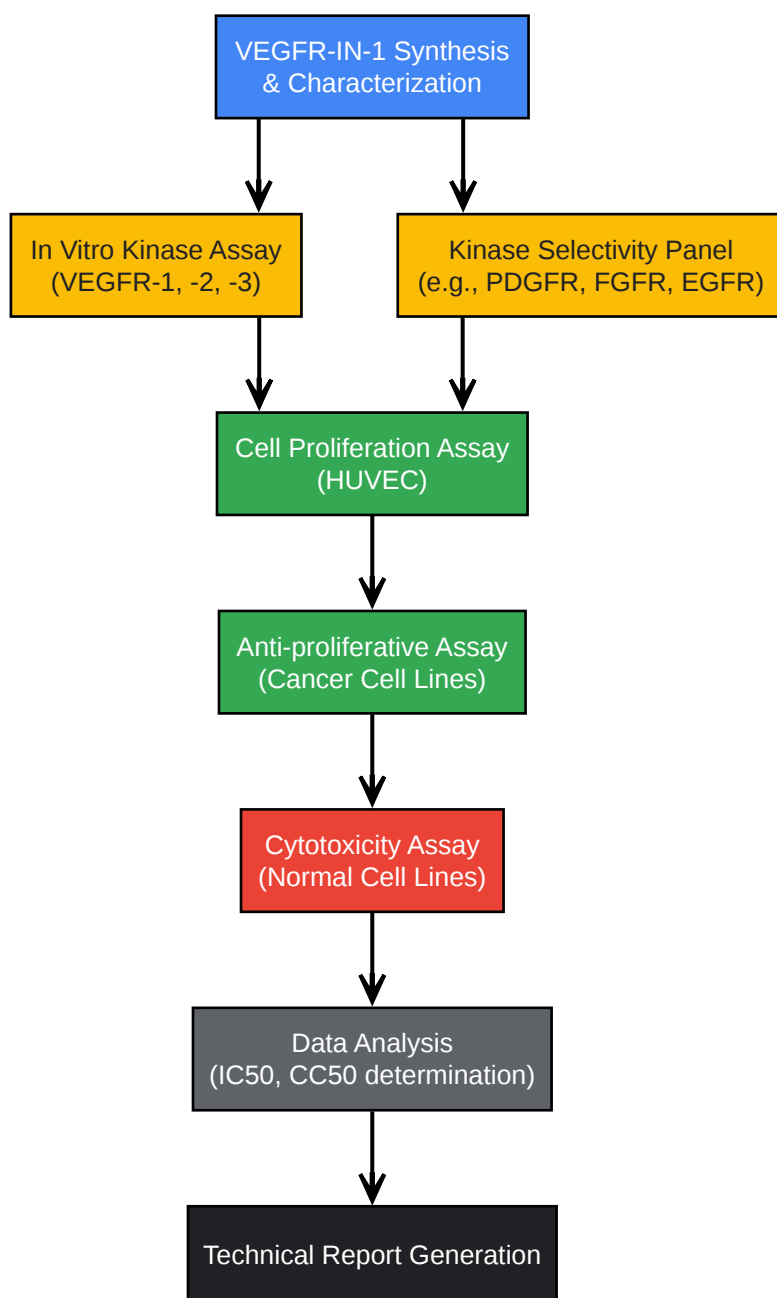 VEGFR-IN-1 Synthesis
& Characterization
In Vitro Kinase Assay
(VEGFR-1, -2, -3)
Kinase Selectivity Panel
(e.g., PDGFR, FGFR, EGFR)
Cell Proliferation Assay
(HUVEC)
Anti-proliferative Assay
(Cancer Cell Lines)
Cytotoxicity Assay
(Normal Cell Lines)
Data Analysis
(IC50, CC50 determination)
Technical Report Generation